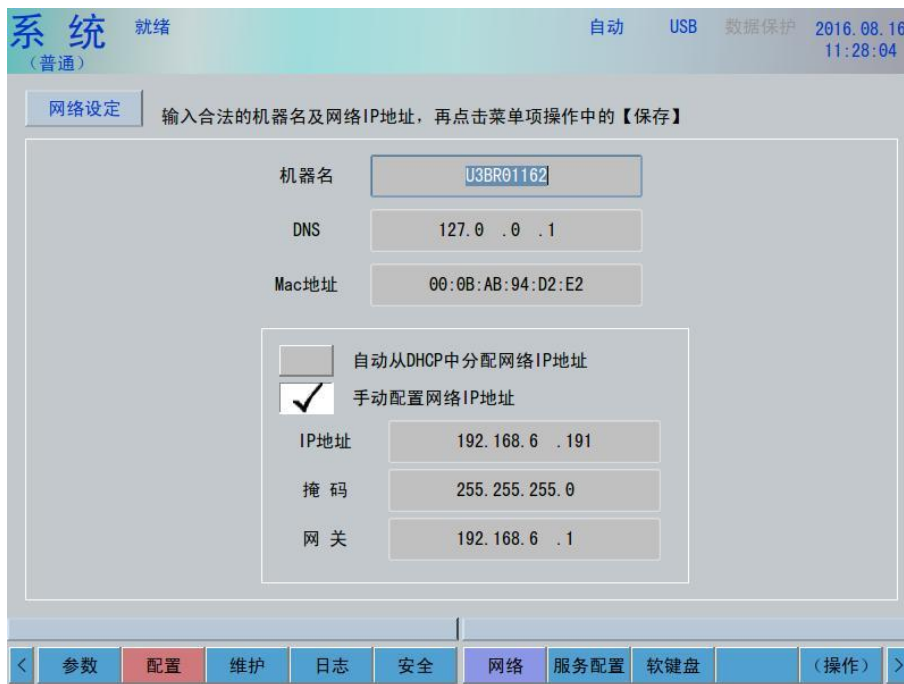 系 统 就绪 自动 USB 数据保护 2016.08.16
（普通） 11:28:04
网络设定 输入合法的机器名及网络IP地址，再点击菜单项操作中的【保存】
机器名 U3BR01162
DNS 127.0 .0 .1
Mac地址 00:0B:AB:94:D2:E2
自动从DHCP中分配网络IP地址
手动配置网络IP地址
IP地址 192.168.6 .191
掩 码 255.255.255.0
网 关 192.168.6 .1
< 参数 配置 维护 日志 安全 网络 服务配置 软键盘 （操作） >